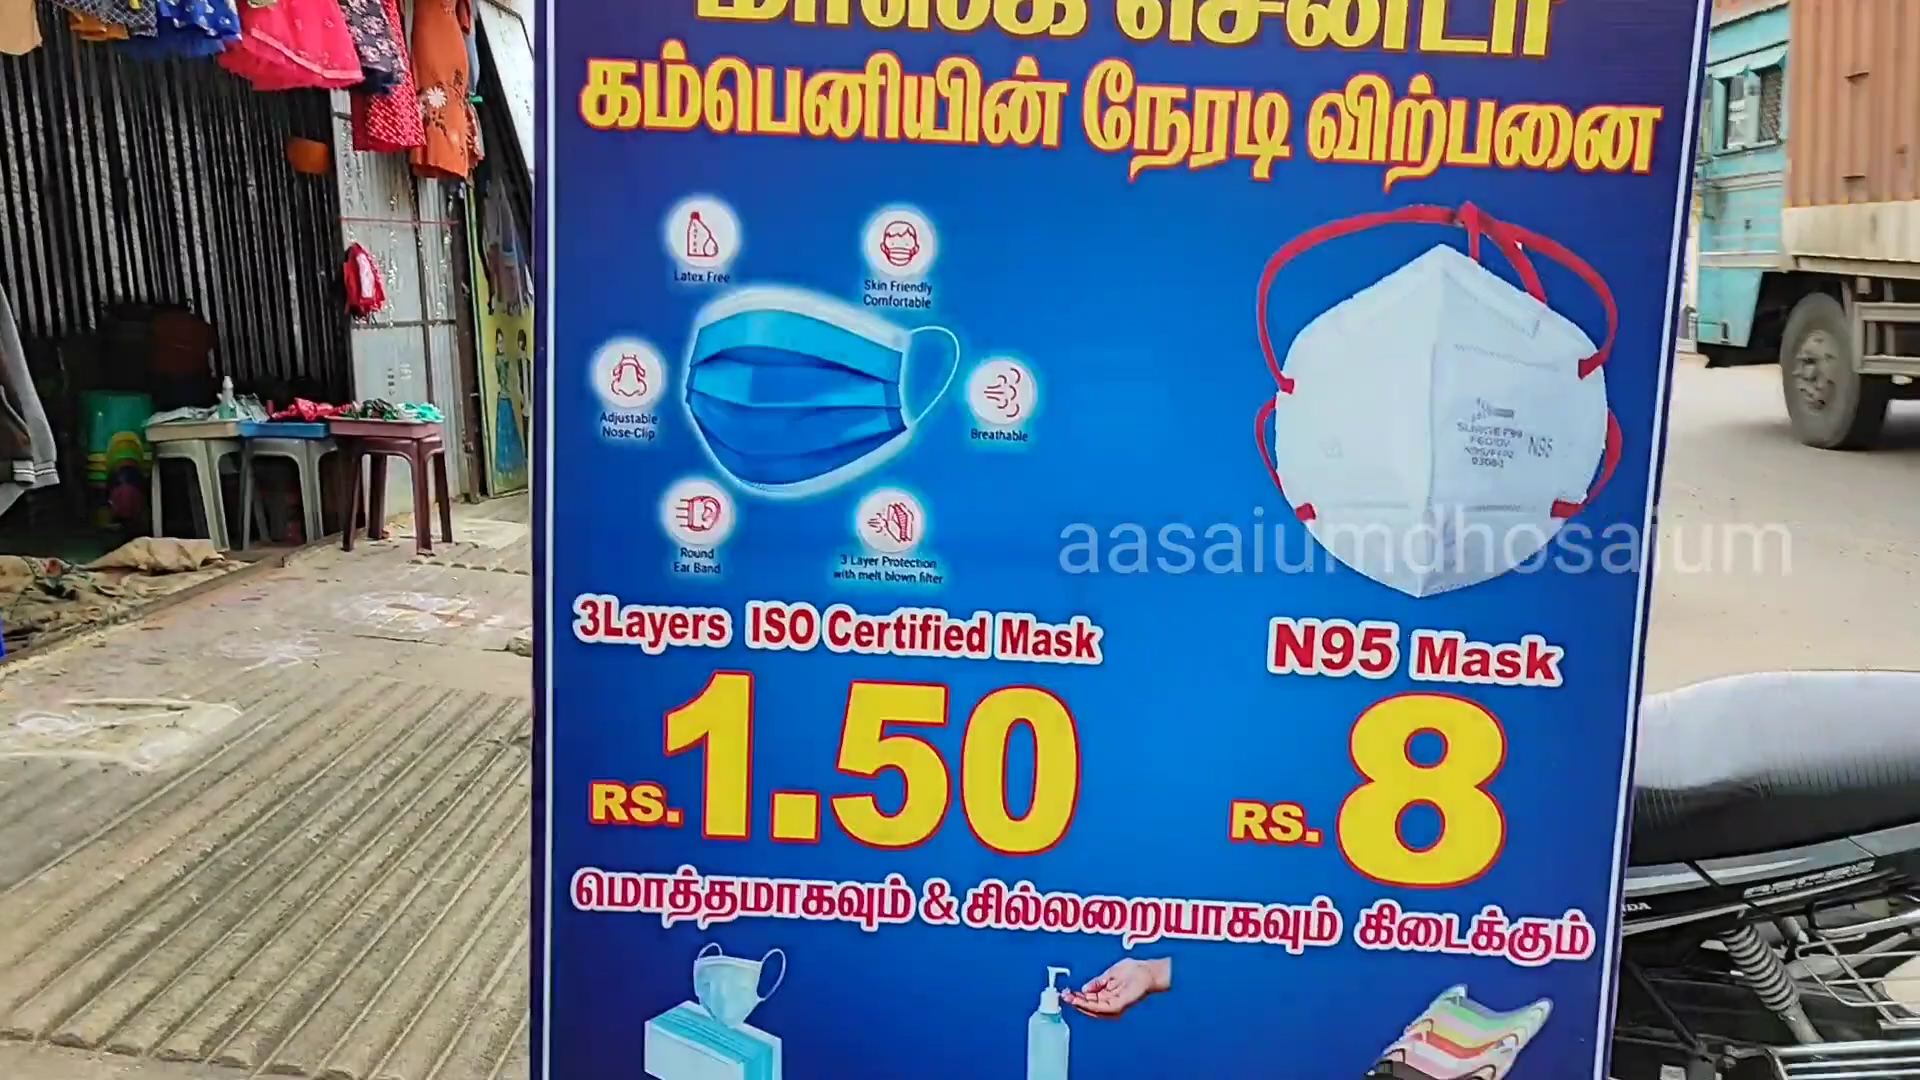 மாஸ்க் சென்டர்
கம்பெனியின் நேரடி விற்பனை
Latex Free
Skin Friendly
Comfortable
Adjustable
Nose-Clip
Breathable
Round
Ear Band
3 Layer Protection
with melt blown filter
N95
aasaiumdhosaium
3Layers ISO Certified Mask
N95 Mask
RS.1.50
RS.8
மொத்தமாகவும் & சில்லறையாகவும் கிடைக்கும்